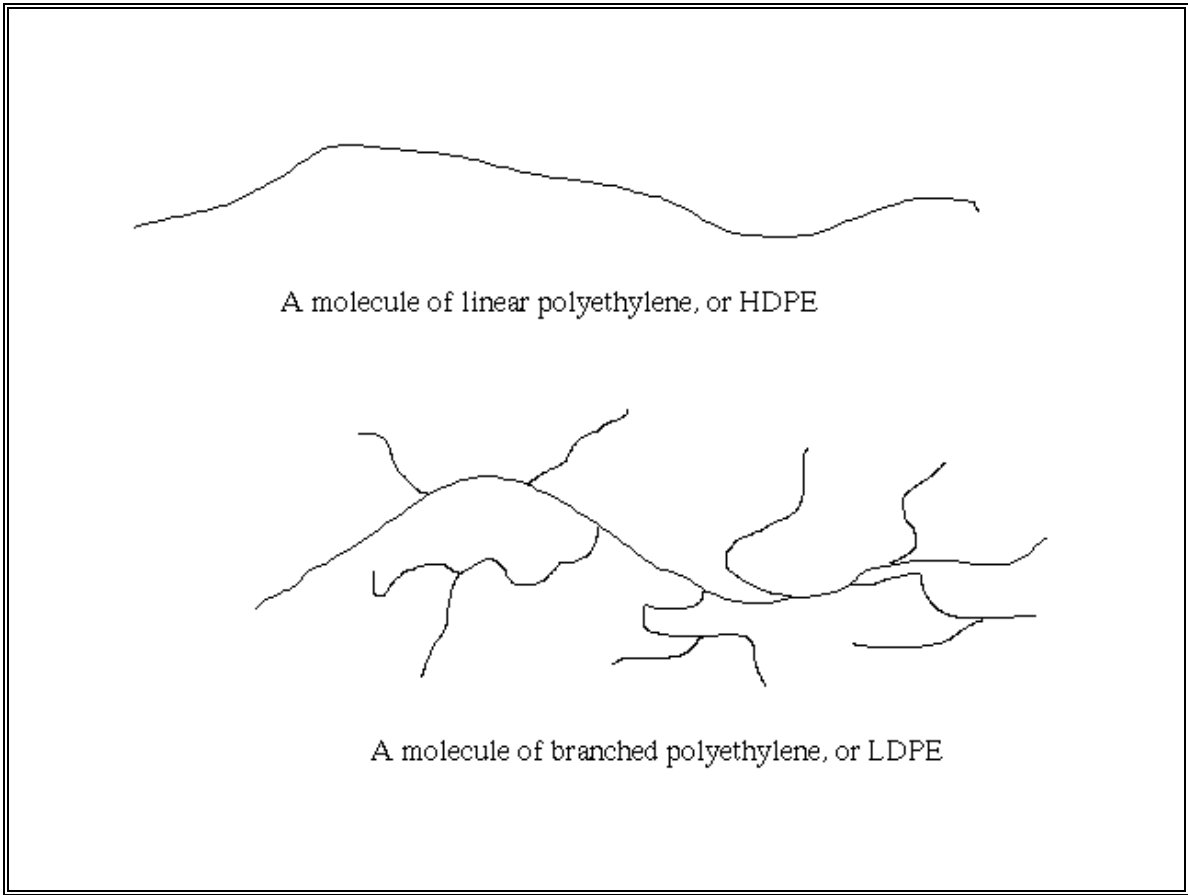 A molecule of linear polyethylene, or HDPE
A molecule of branched polyethylene, or LDPE